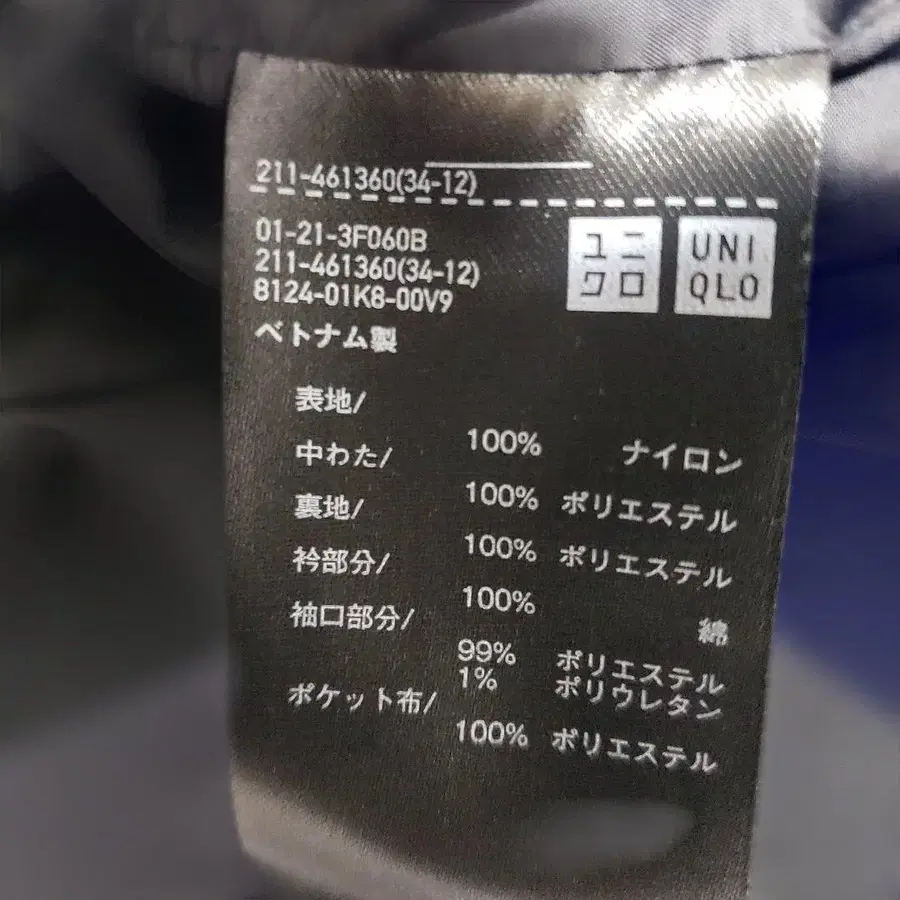 211-461360(34-12)
01-21-3F060B
211-461360(34-12)
8124-01K8-00V9
ユニ
クロ
UNI
QLO
ベトナム製
表地/
100% ナイロン
中わた/
100% ポリエステル
裏地/
100% ポリエステル
衿部分/
100% 綿
袖口部分/
99% ポリエステル
1% ポリウレタン
ポケット布/
100% ポリエステル